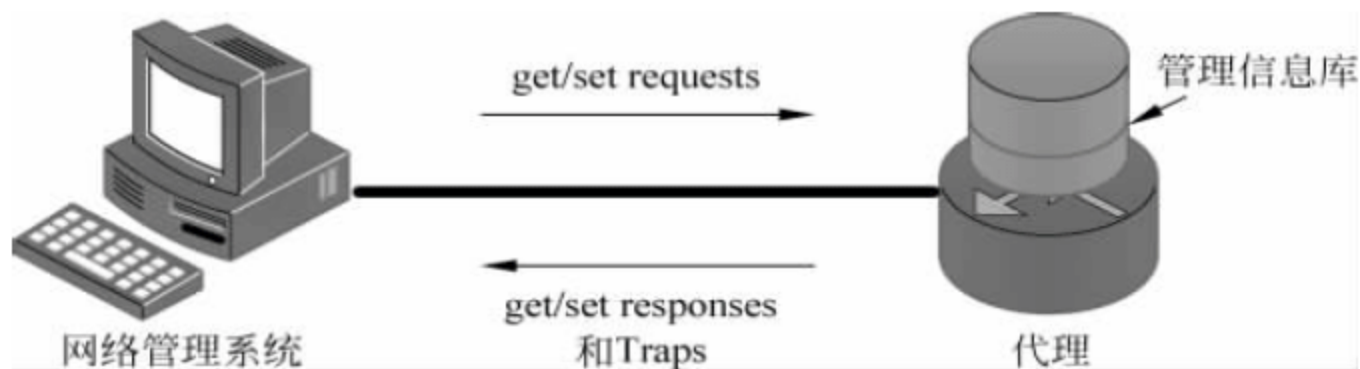 get/set requests
管理信息库
get/set responses
和Traps
网络管理系统
代理